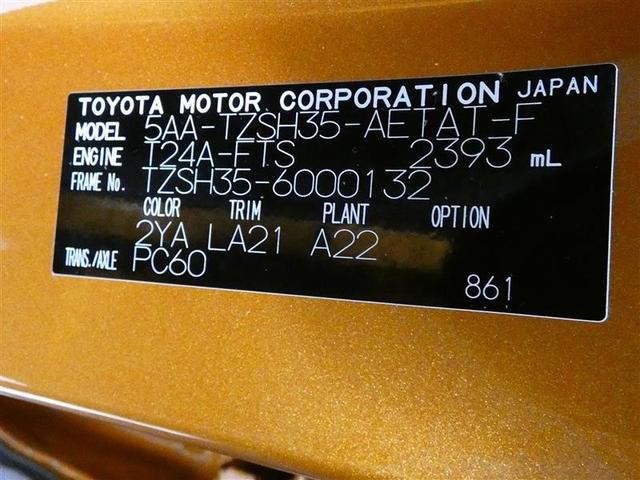 TOYOTA MOTOR CORPORATION JAPAN
MODEL 5AA-TZSH35-AETAT-F
ENGINE T24A-FTS 2393 mL
FRAME No. TZSH35-6000132
COLOR TRIM PLANT OPTION
2YA LA21 A22
TRANS./AXLE PC60
861